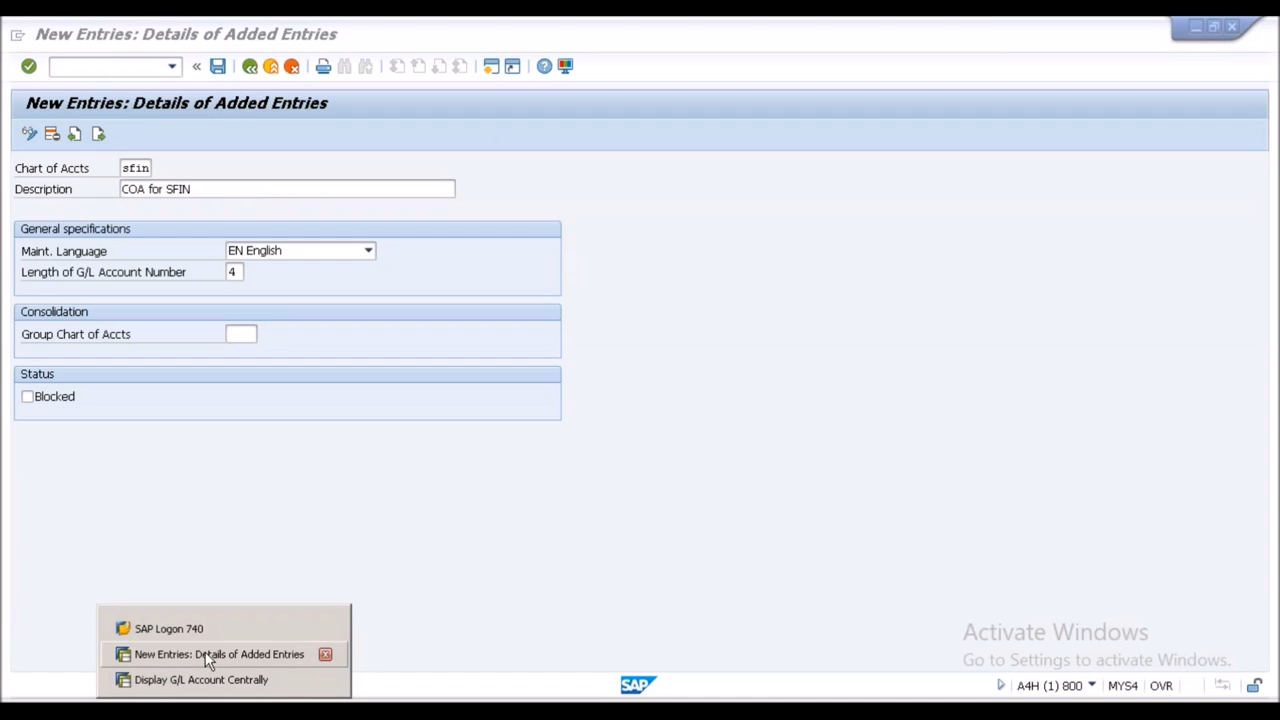 New Entries: Details of Added Entries
New Entries: Details of Added Entries
Chart of Accts sfin
Description COA for SFIN
General specifications
Maint. Language EN English
Length of G/L Account Number 4
Consolidation
Group Chart of Accts
Status
Blocked
SAP Logon 740
New Entries: Details of Added Entries
Display G/L Account Centrally
Activate Windows
Go to Settings to activate Windows.
SAP
A4H (1) 800 MYS4 OVR